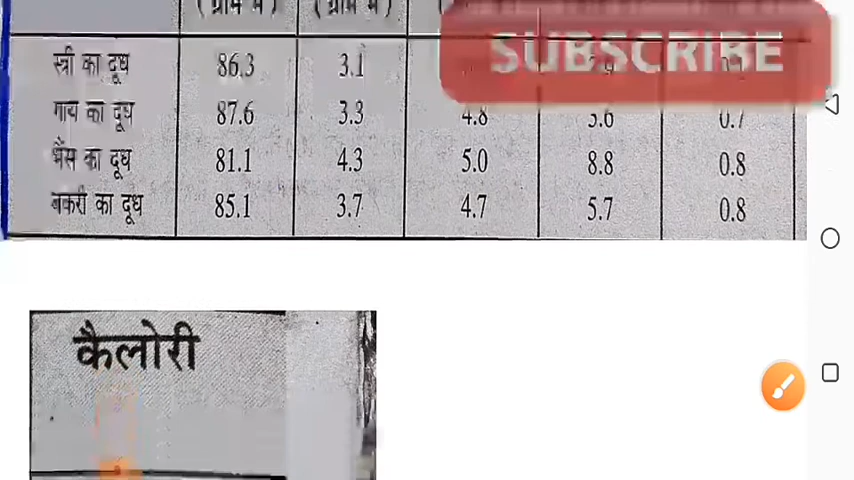 (ग्राम में) (ग्राम में)
SUBSCRIBE
स्त्री का दूध 86.3 3.1
गाय का दूध 87.6 3.3 4.8 3.6 0.7
भैंस का दूध 81.1 4.3 5.0 8.8 0.8
बकरी का दूध 85.1 3.7 4.7 5.7 0.8
कैलोरी